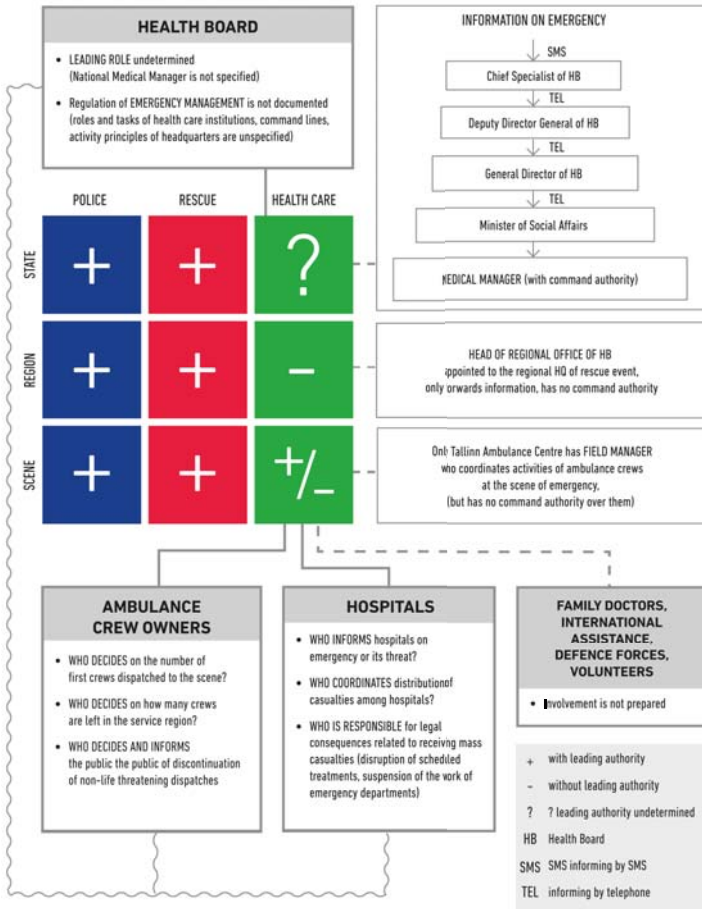 HEALTH BOARD
• LEADING ROLE undetermined
(National Medical Manager is not specified)
• Regulation of EMERGENCY MANAGEMENT is not documented
(roles and tasks of health care institutions, command lines,
activity principles of headquarters are unspecified)
INFORMATION ON EMERGENCY
SMS
Chief Specialist of HB
TEL
Deputy Director General of HB
TEL
General Director of HB
TEL
Minister of Social Affairs
MEDICAL MANAGER (with command authority)
POLICE
RESCUE
HEALTH CARE
STATE
+
+
?
REGION
+
+
-
HEAD OF REGIONAL OFFICE OF HB
appointed to the regional HQ of rescue event,
only orwards information, has no command authority
SCENE
+
+
+/-
Only Tallinn Ambulance Centre has FIELD MANAGER
who coordinates activities of ambulance crews
at the scene of emergency,
(but has no command authority over them)
AMBULANCE
CREW OWNERS
• WHO DECIDES on the number of
first crews dispatched to the scene?
• WHO DECIDES on how many crews
are left in the service region?
• WHO DECIDES AND INFORMS
the public the public of discontinuation
of non-life threatening dispatches
HOSPITALS
• WHO INFORMS hospitals on
emergency or its threat?
• WHO COORDINATES distribution of
casualties among hospitals?
• WHO IS RESPONSIBLE for legal
consequences related to receiving mass
casualties (disruption of scheduled
treatments, suspension of the work of
emergency departments)
FAMILY DOCTORS,
INTERNATIONAL
ASSISTANCE,
DEFENCE FORCES,
VOLUNTEERS
• Involvement is not prepared
+ with leading authority
- without leading authority
? ? leading authority undetermined
HB Health Board
SMS SMS informing by SMS
TEL informing by telephone